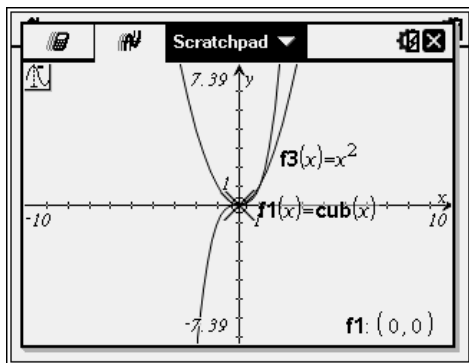 Scratchpad
7.39
y
f3(x)=x²
1
x
-10
1
10
f1(x)=cub(x)
-7.39
f1: (0,0)